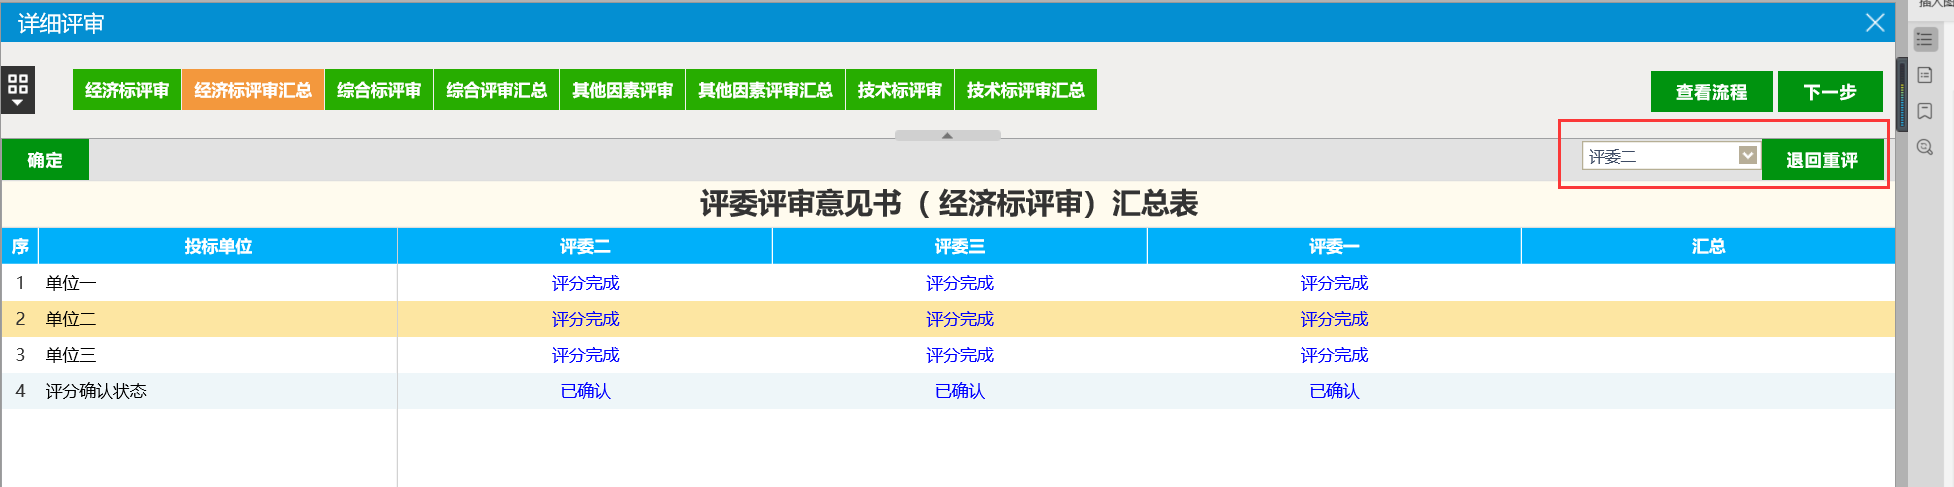 详细评审
插入图
经济标评审 经济标评审汇总 综合标评审 综合评审汇总 其他因素评审 其他因素评审汇总 技术标评审 技术标评审汇总 查看流程 下一步
确定 评委二 退回重评
评委评审意见书（经济标评审）汇总表
序 投标单位 评委二 评委三 评委一 汇总
1 单位一 评分完成 评分完成 评分完成
2 单位二 评分完成 评分完成 评分完成
3 单位三 评分完成 评分完成 评分完成
4 评分确认状态 已确认 已确认 已确认